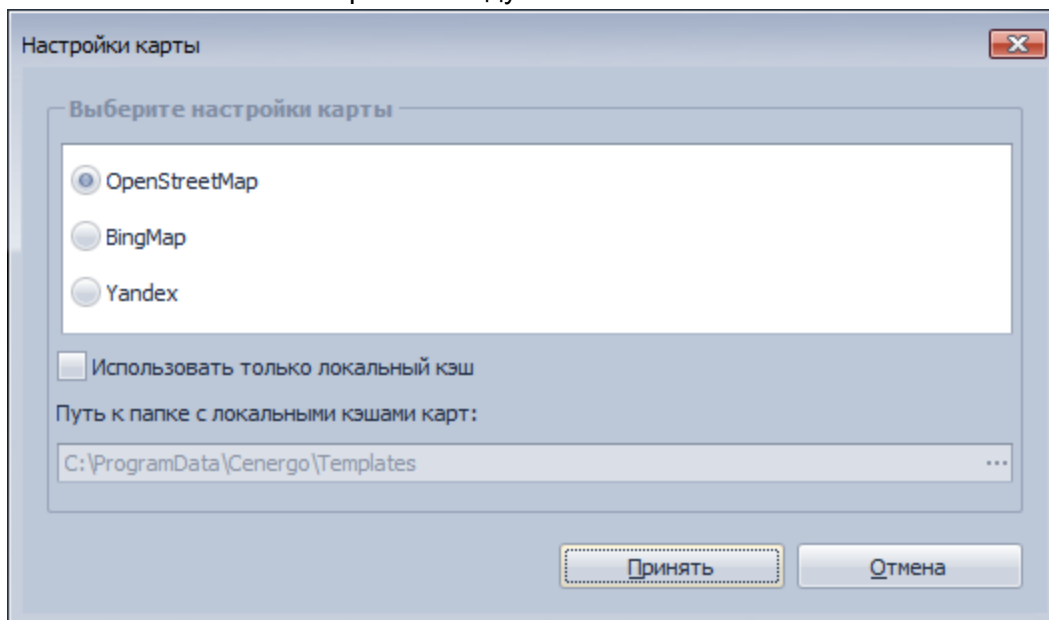 Настройки карты
Выберите настройки карты
OpenStreetMap
BingMap
Yandex
Использовать только локальный кэш
Путь к папке с локальными кэшами карт:
C:\ProgramData\Cenergo\Templates ...
Принять Отмена